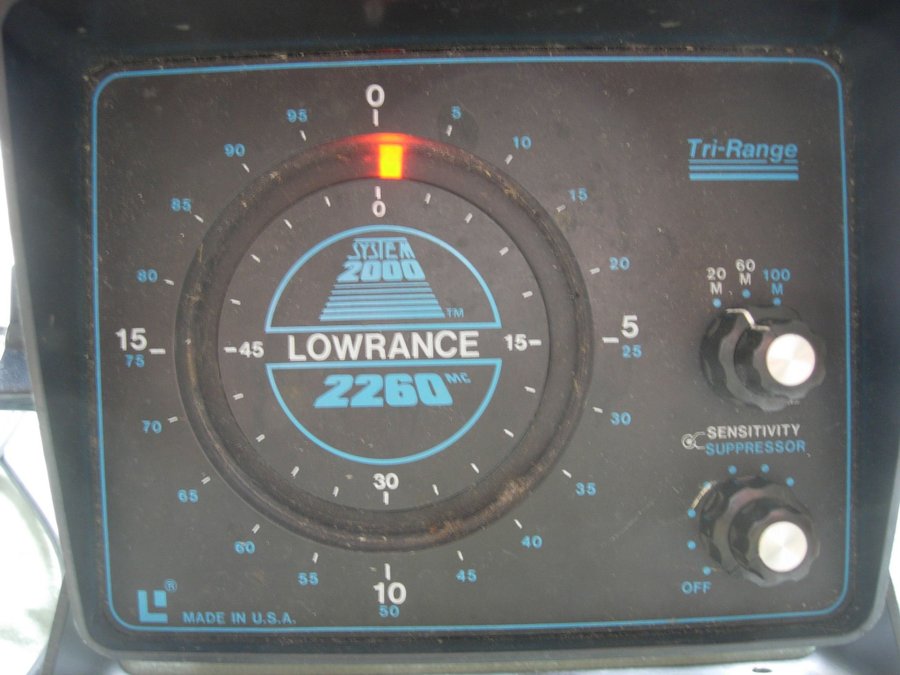 0
95
5
90
10
85
15
80
20
15
75
5
25
70
30
65
35
60
40
55
45
10
50
0
15
30
45
SYSTEM
2000
TM
LOWRANCE
2260 MC
Tri-Range
20 M
60 M
100 M
SENSITIVITY
SUPPRESSOR
OFF
®
MADE IN U.S.A.